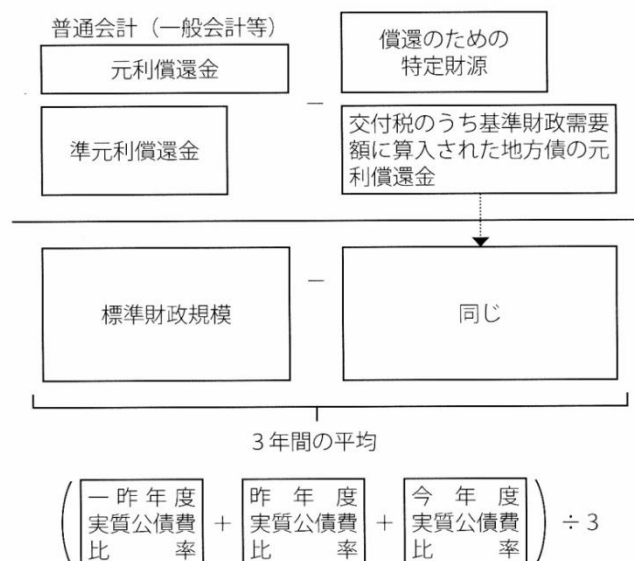 普通会計（一般会計等）
元利償還金
準元利償還金
－
償還のための
特定財源
交付税のうち基準財政需要
額に算入された地方債の元
利償還金
標準財政規模
－
同じ
3年間の平均
一昨年度
実質公債費
比率
+
昨年度
実質公債費
比率
+
今年度
実質公債費
比率
÷3